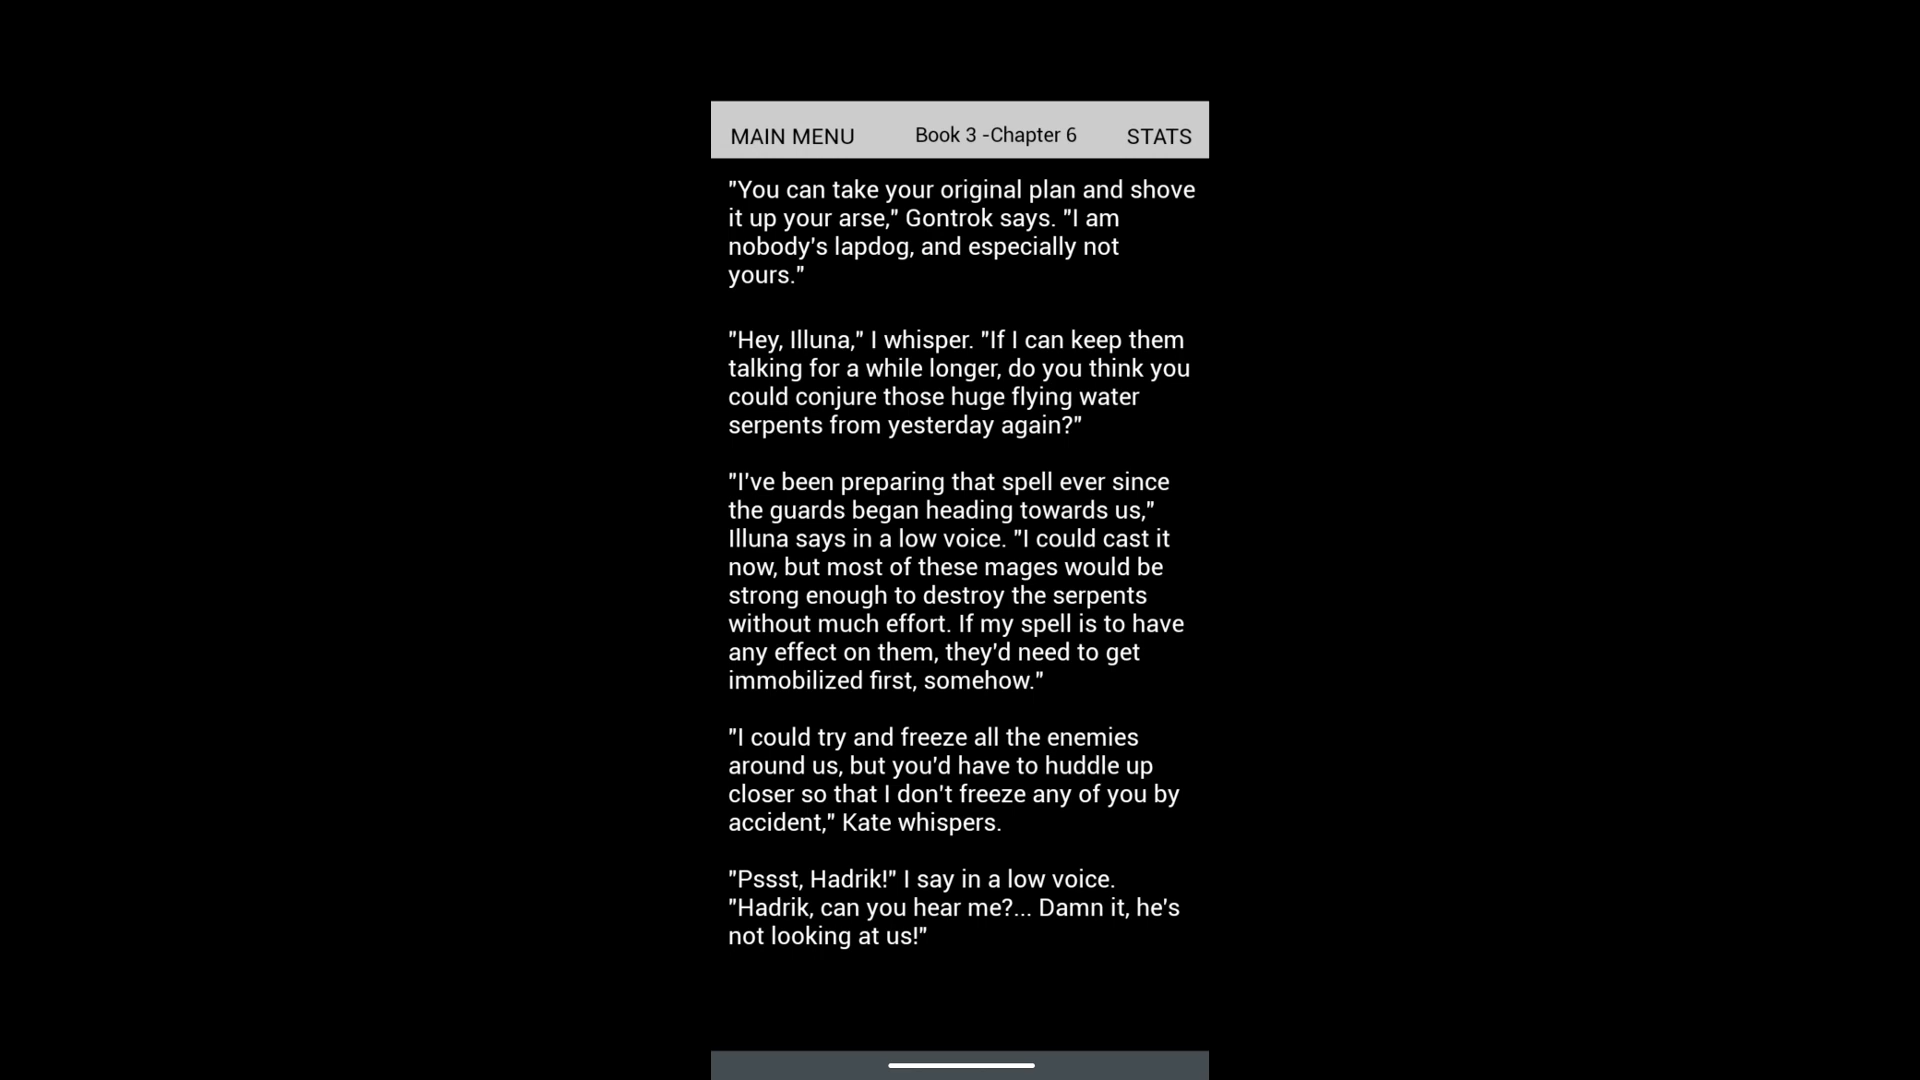 MAIN MENU
Book 3 -Chapter 6
STATS
"You can take your original plan and shove
it up your arse," Gontrok says. "I am
nobody's lapdog, and especially not
yours."
"Hey, Illuna," I whisper. "If I can keep them
talking for a while longer, do you think you
could conjure those huge flying water
serpents from yesterday again?"
"I've been preparing that spell ever since
the guards began heading towards us,"
Illuna says in a low voice. "I could cast it
now, but most of these mages would be
strong enough to destroy the serpents
without much effort. If my spell is to have
any effect on them, they'd need to get
immobilized first, somehow."
"I could try and freeze all the enemies
around us, but you'd have to huddle up
closer so that I don't freeze any of you by
accident," Kate whispers.
"Pssst, Hadrik!" I say in a low voice.
"Hadrik, can you hear me?... Damn it, he's
not looking at us!"